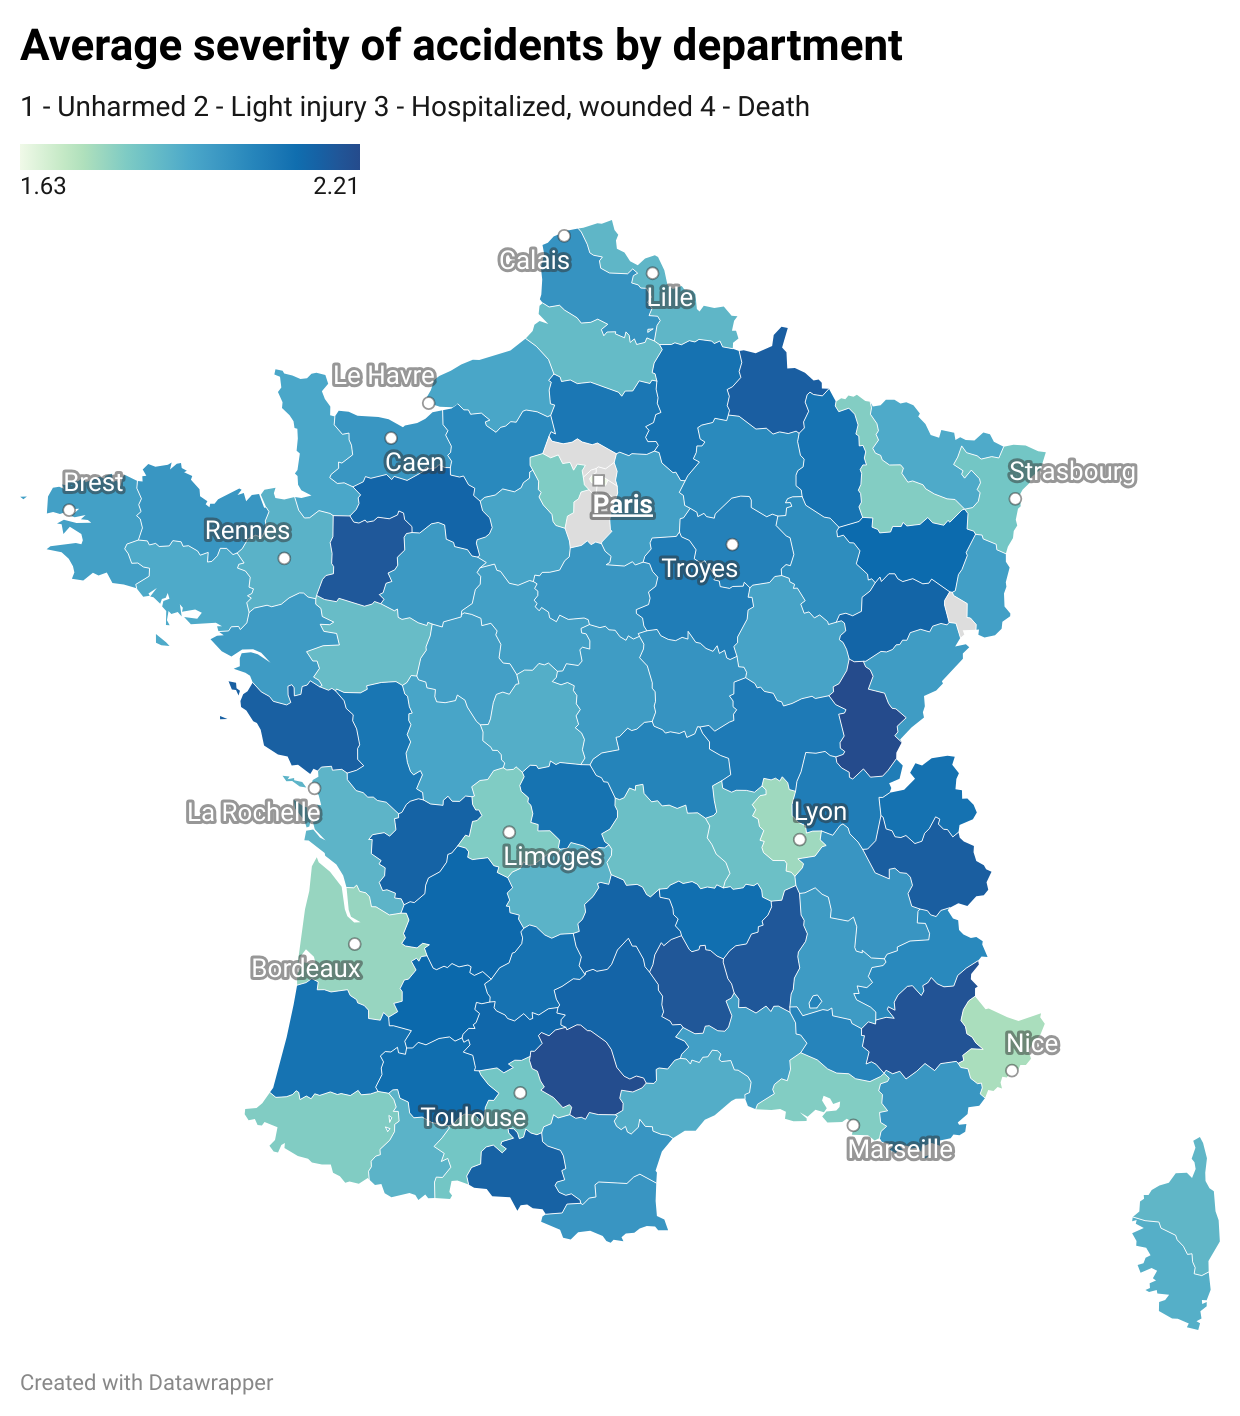 Average severity of accidents by department
1 - Unharmed 2 - Light injury 3 - Hospitalized, wounded 4 - Death
1.63 2.21
Calais
Lille
Le Havre
Caen
Brest
Strasbourg
Paris
Rennes
Troyes
La Rochelle
Lyon
Limoges
Bordeaux
Nice
Toulouse
Marseille
Created with Datawrapper